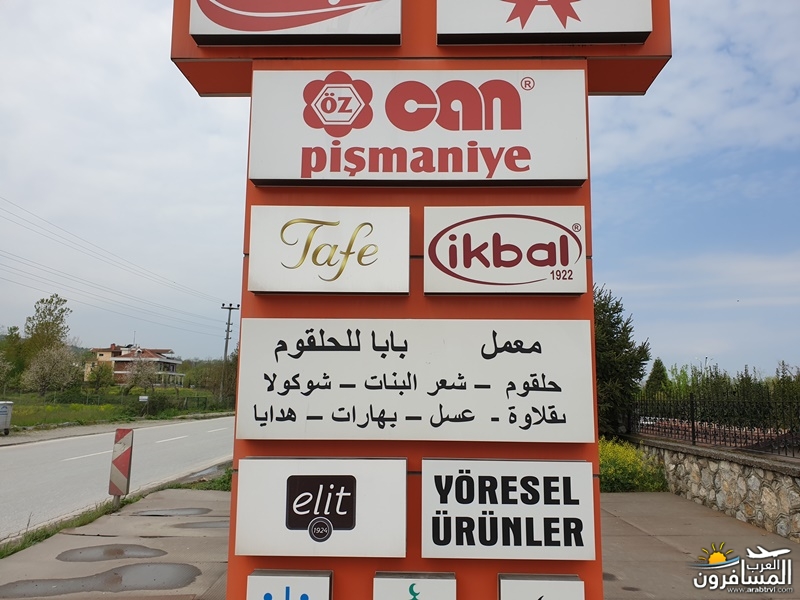 ÖZ can®
pişmaniye
Tafe
ikbal®
1922
معمل بابا للحلقوم
حلقوم – شعر البنات – شوكولا
بقلاوة - عسل – بهارات – هدايا
elit
1924
YÖRESEL
ÜRÜNLER
العرب
المسافرون
www.arabtrvl.com